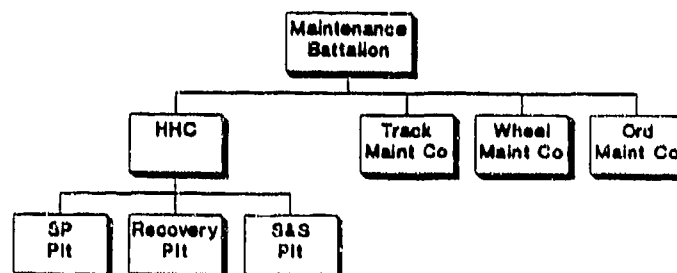 Maintenance
Battalion
HHC
Track
Maint Co
Wheel
Maint Co
Ord
Maint Co
SP
Plt
Recovery
Plt
S&S
Plt